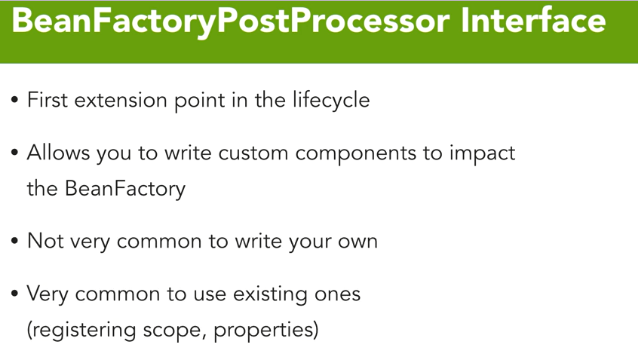 BeanFactoryPostProcessor Interface
• First extension point in the lifecycle
• Allows you to write custom components to impact
the BeanFactory
• Not very common to write your own
• Very common to use existing ones
(registering scope, properties)